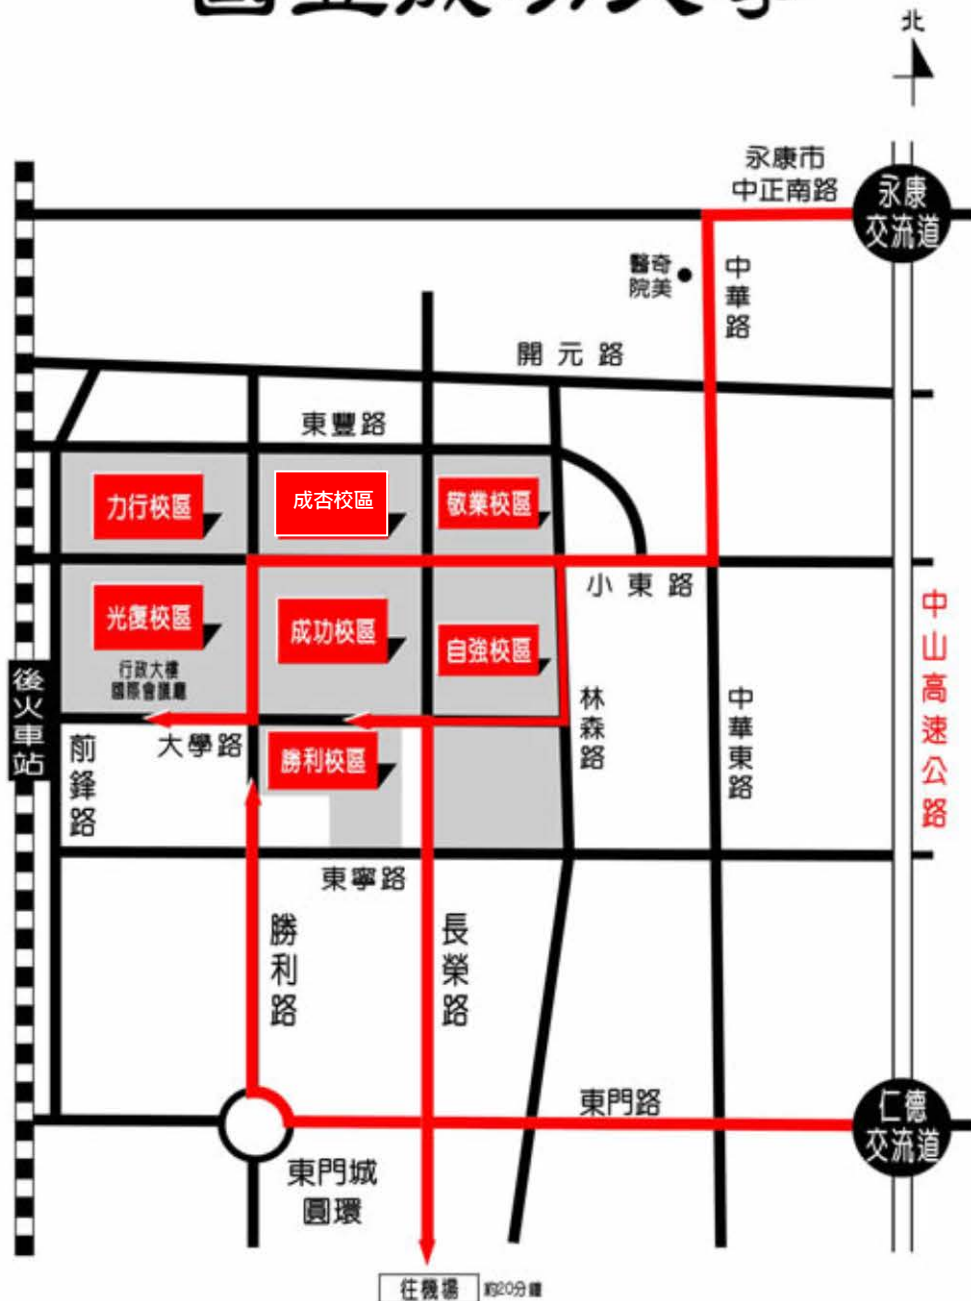 國立成功大學
北
永康市
中正南路
永康
交流道
奇美
醫院
中華路
開元路
東豐路
力行校區
成杏校區
敬業校區
小東路
光復校區
成功校區
自強校區
行政大樓
國際會議廳
中山高速公路
後火車站
大學路
前鋒路
勝利校區
林森路
中華東路
東寧路
勝利路
長榮路
東門路
仁德
交流道
東門城
圓環
往機場 約20分鐘